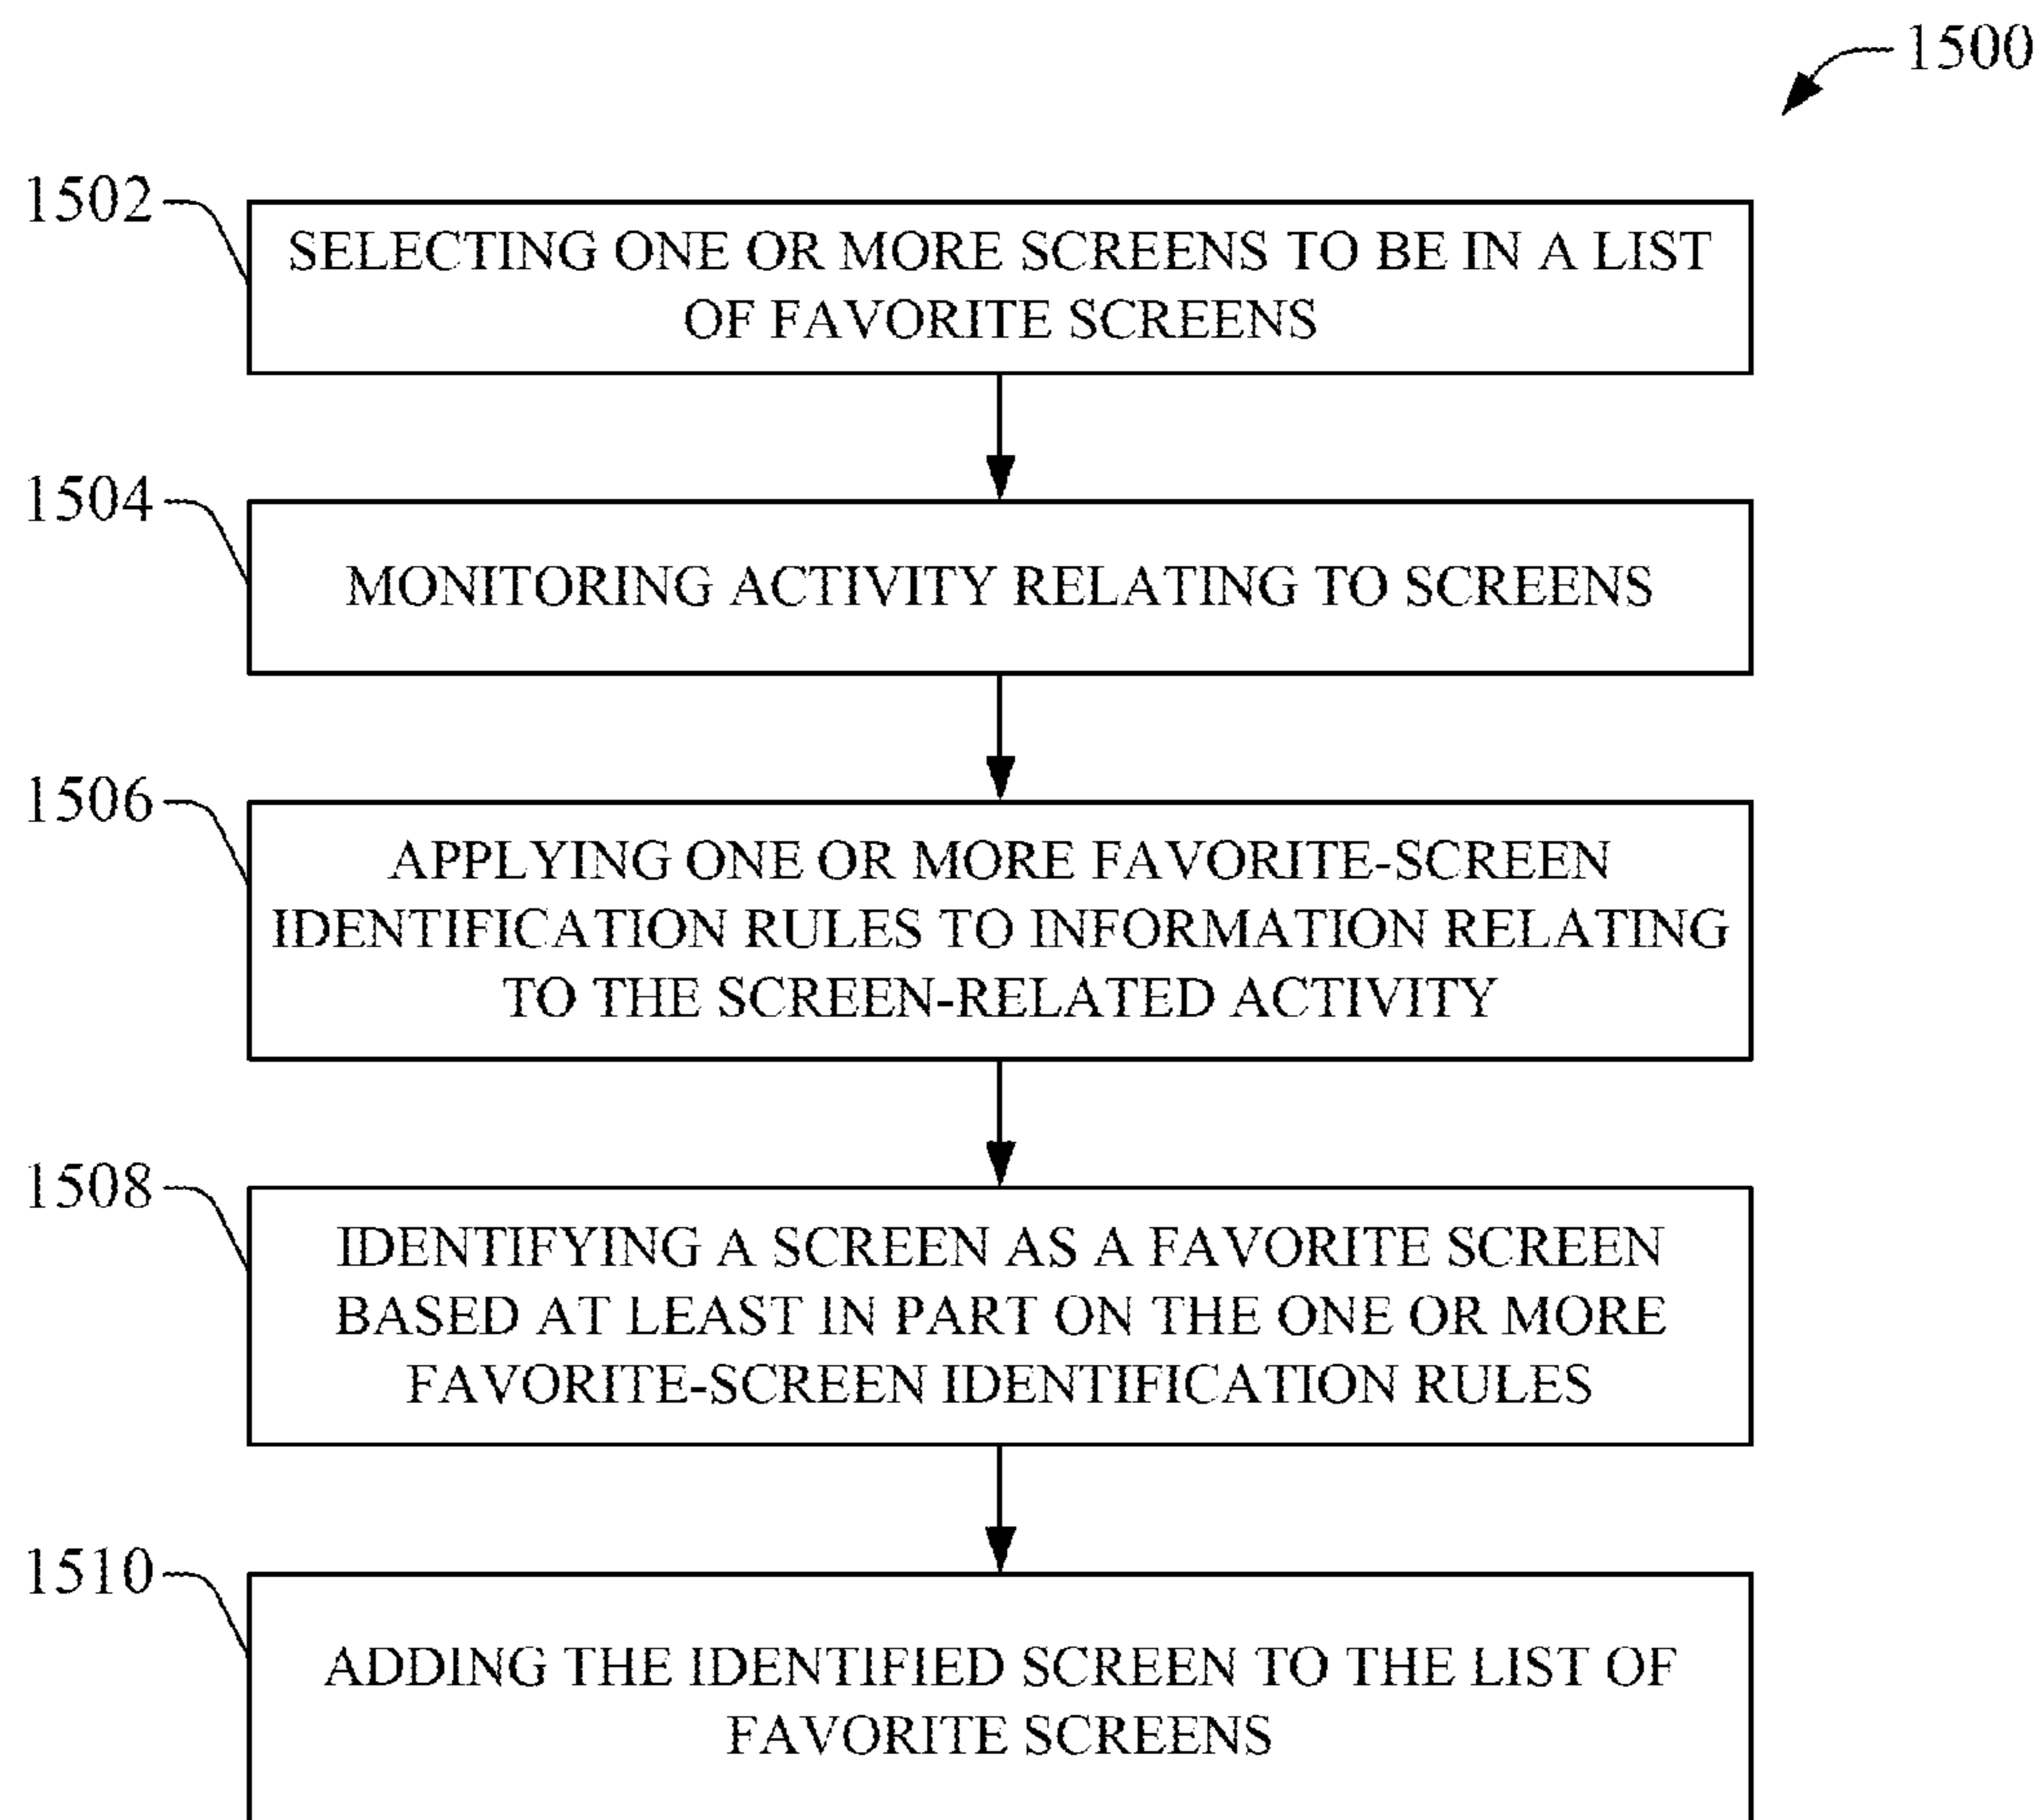 1500
1502
SELECTING ONE OR MORE SCREENS TO BE IN A LIST
OF FAVORITE SCREENS
1504
MONITORING ACTIVITY RELATING TO SCREENS
1506
APPLYING ONE OR MORE FAVORITE-SCREEN
IDENTIFICATION RULES TO INFORMATION RELATING
TO THE SCREEN-RELATED ACTIVITY
1508
IDENTIFYING A SCREEN AS A FAVORITE SCREEN
BASED AT LEAST IN PART ON THE ONE OR MORE
FAVORITE-SCREEN IDENTIFICATION RULES
1510
ADDING THE IDENTIFIED SCREEN TO THE LIST OF
FAVORITE SCREENS